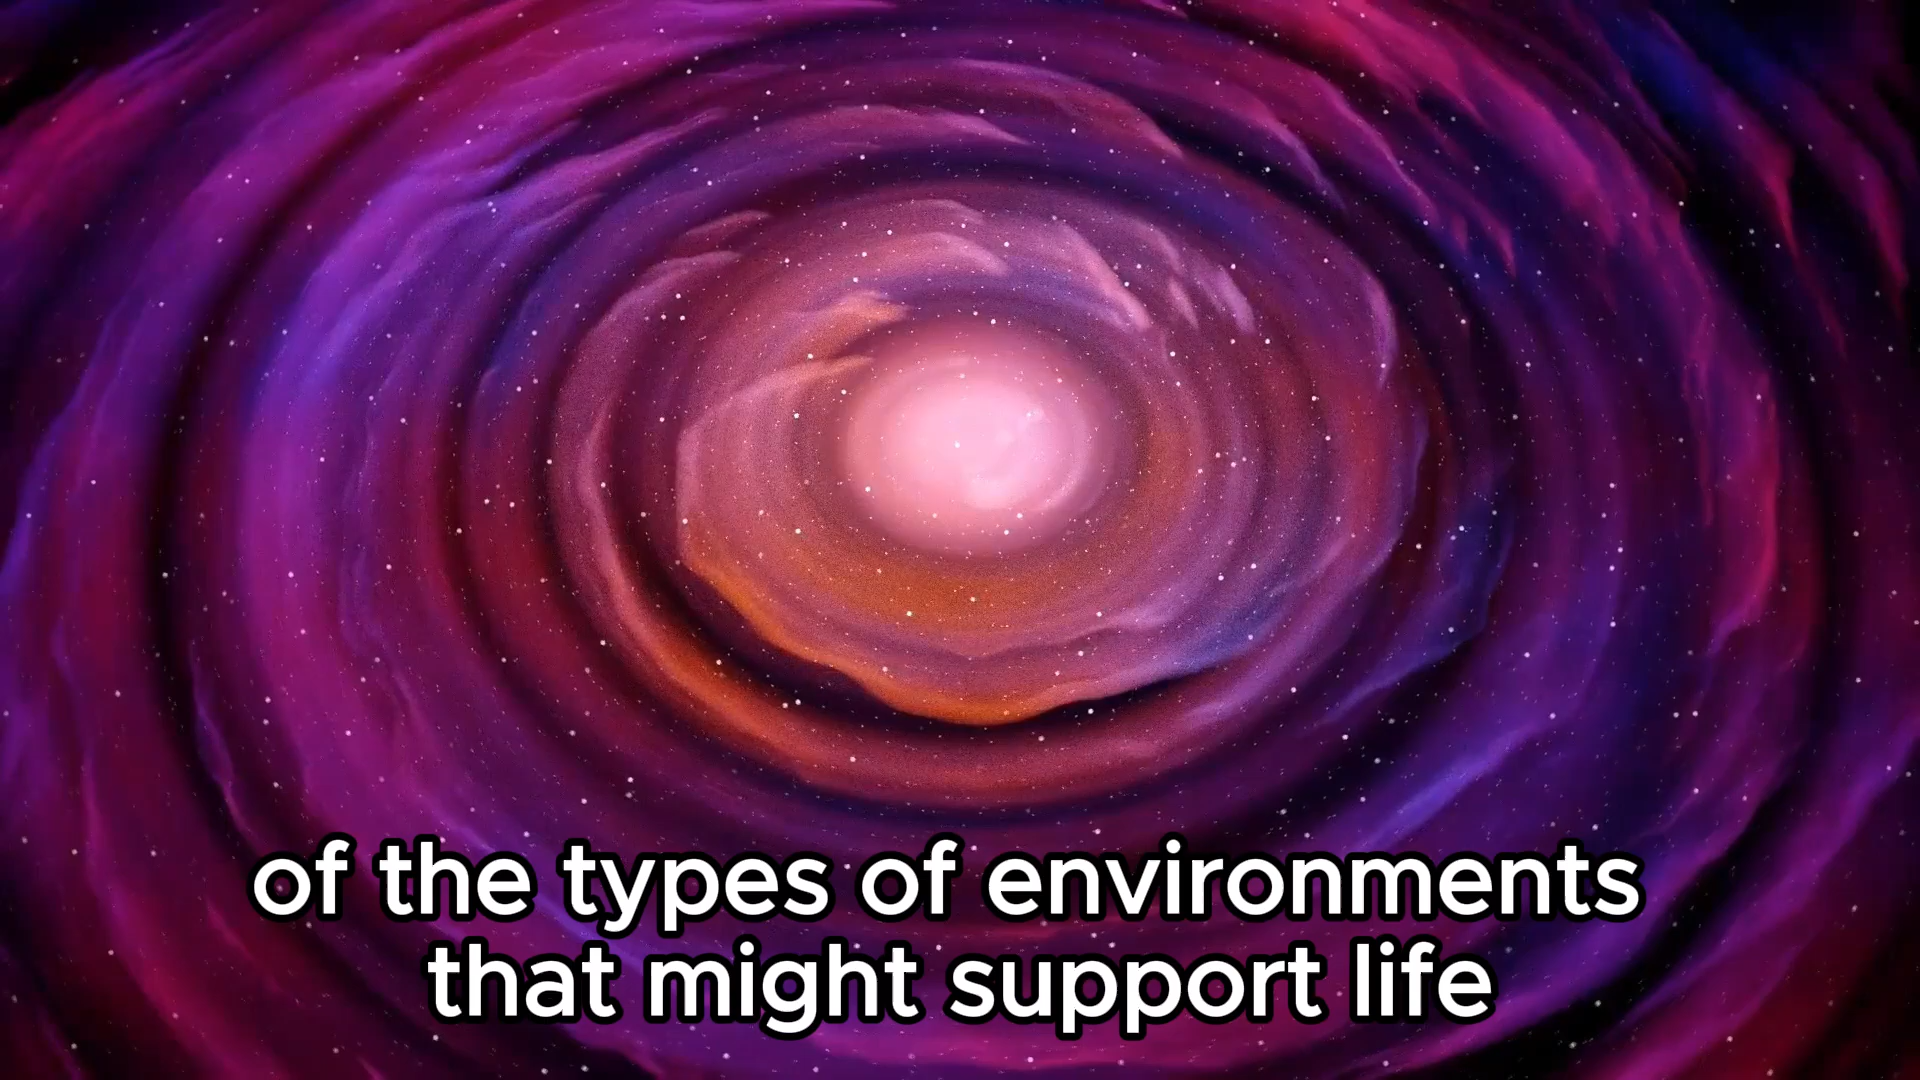 of the types of environments
that might support life